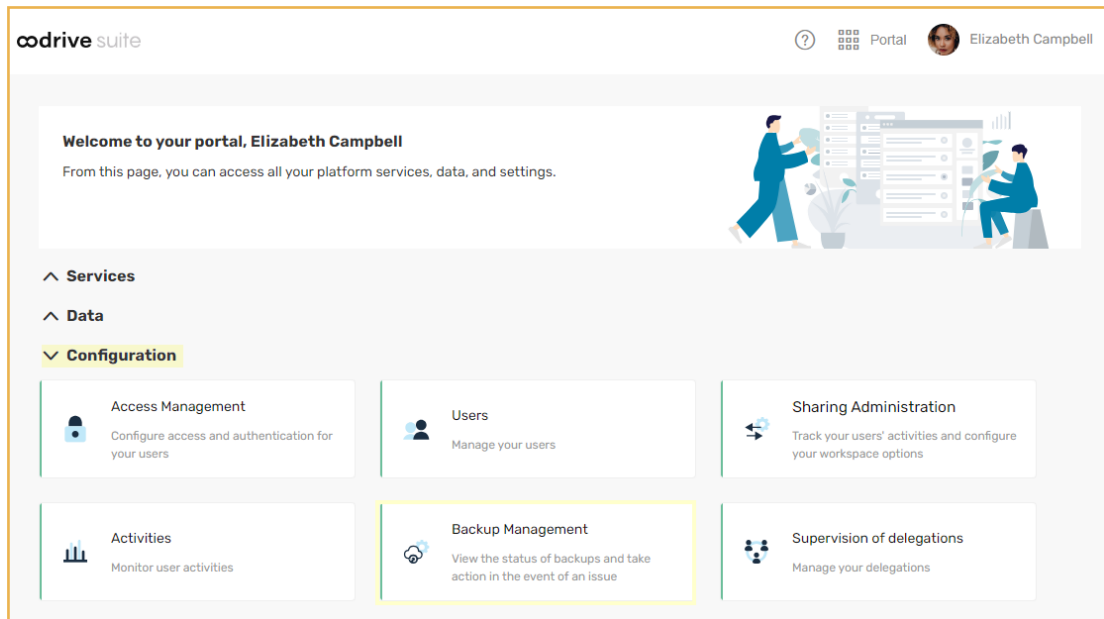 oodrive suite
Portal
Elizabeth Campbell
Welcome to your portal, Elizabeth Campbell
From this page, you can access all your platform services, data, and settings.
Services
Data
Configuration
Access Management
Configure access and authentication for
your users
Users
Manage your users
Sharing Administration
Track your users' activities and configure
your workspace options
Activities
Monitor user activities
Backup Management
View the status of backups and take
action in the event of an issue
Supervision of delegations
Manage your delegations